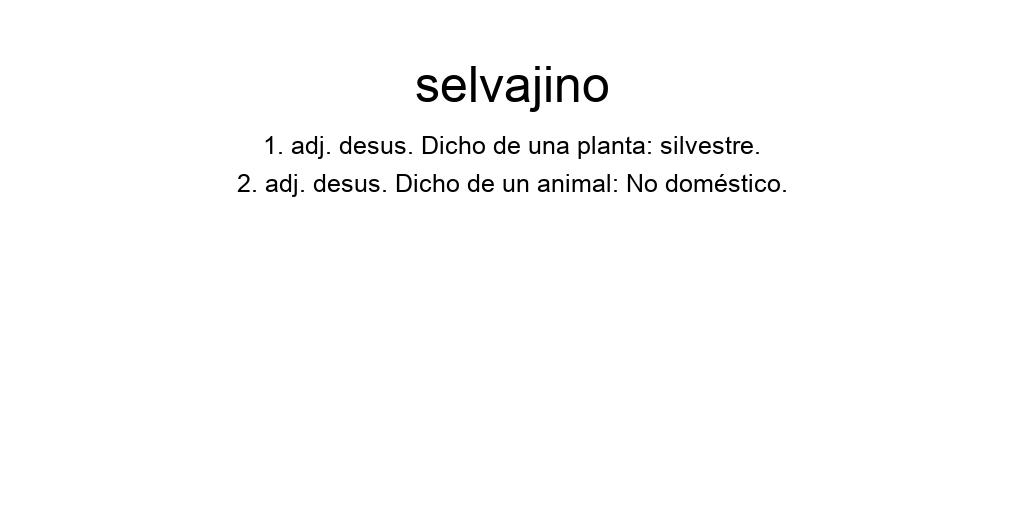 selvajino
1. adj. desus. Dicho de una planta: silvestre.
2. adj. desus. Dicho de un animal: No doméstico.